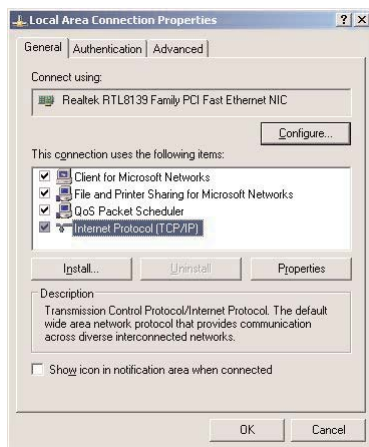 Local Area Connection Properties
General Authentication Advanced
Connect using:
Realtek RTL8139 Family PCI Fast Ethernet NIC
Configure...
This connection uses the following items:
Client for Microsoft Networks
File and Printer Sharing for Microsoft Networks
QoS Packet Scheduler
Internet Protocol (TCP/IP)
Install... Uninstall Properties
Description
Transmission Control Protocol/Internet Protocol. The default
wide area network protocol that provides communication
across diverse interconnected networks.
Show icon in notification area when connected
OK Cancel